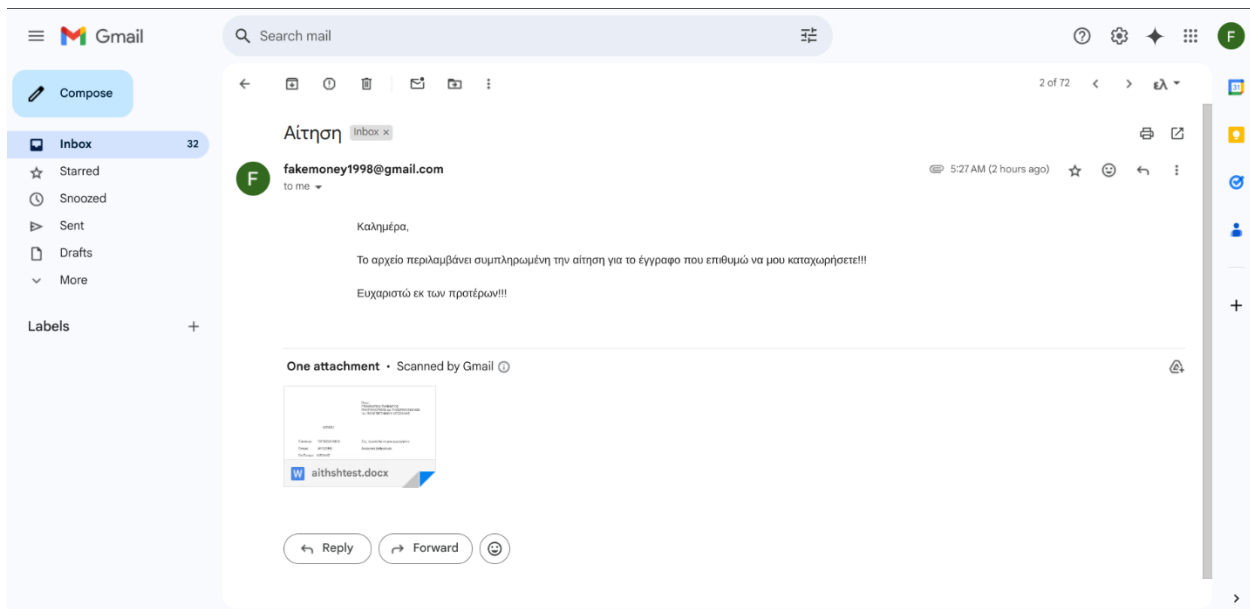 Gmail
Search mail
F
Compose
2 of 72
ελ
31
Inbox 32
Αίτηση Inbox x
Starred
fakemoney1998@gmail.com 5:27 AM (2 hours ago)
F
to me
Snoozed
Sent
Drafts
More
Labels
Καλημέρα,
Το αρχείο περιλαμβάνει συμπληρωμένη την αίτηση για το έγγραφο που επιθυμώ να μου καταχωρήσετε!!!
Ευχαριστώ εκ των προτέρων!!!
One attachment • Scanned by Gmail
W aithshtest.docx
Reply
Forward